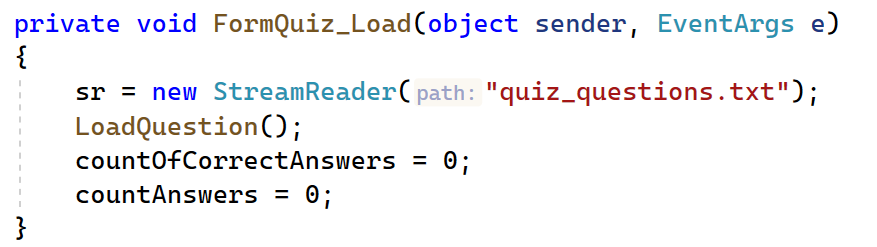 private void FormQuiz_Load(object sender, EventArgs e)
{
sr = new StreamReader(path: "quiz_questions.txt");
LoadQuestion();
countOfCorrectAnswers = 0;
countAnswers = 0;
}